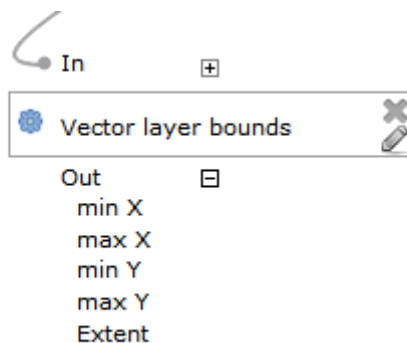 In
Vector layer bounds
Out
min X
max X
min Y
max Y
Extent